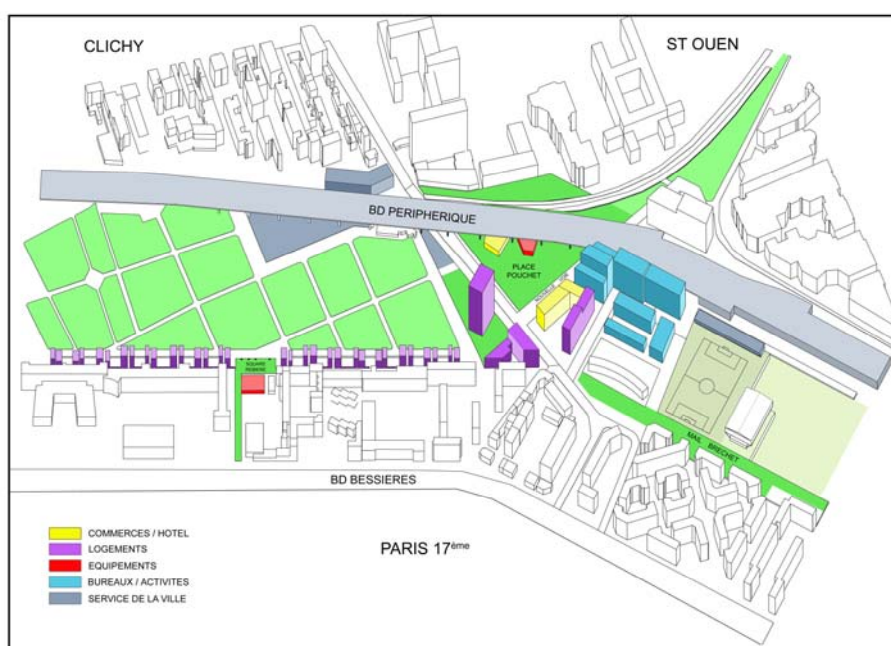 CLICHY
ST OUEN
BD PERIPHERIQUE
PLACE
POUCHET
SQUARE
MAIL BRECHET
BD BESSIERES
PARIS 17ème
COMMERCES / HOTEL
LOGEMENTS
EQUIPEMENTS
BUREAUX / ACTIVITES
SERVICE DE LA VILLE